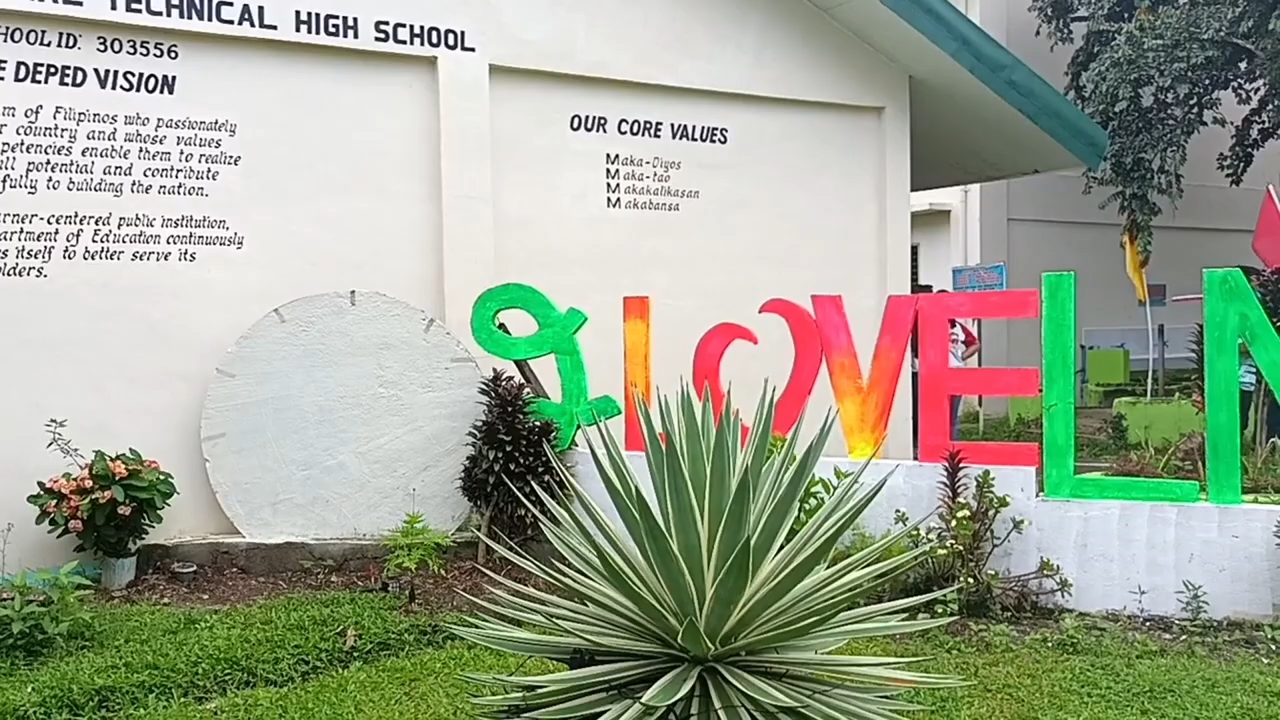 TECHNICAL HIGH SCHOOL
HOOL ID: 303556
E DEPED VISION
m of Filipinos who passionately
r country and whose values
petencies enable them to realize
ull potential and contribute
fully to building the nation.
rner-centered public institution,
artment of Education continuously
s itself to better serve its
olders.
OUR CORE VALUES
Maka-Diyos
Maka-tao
Makakalikasan
Makabansa
I LOVE LN